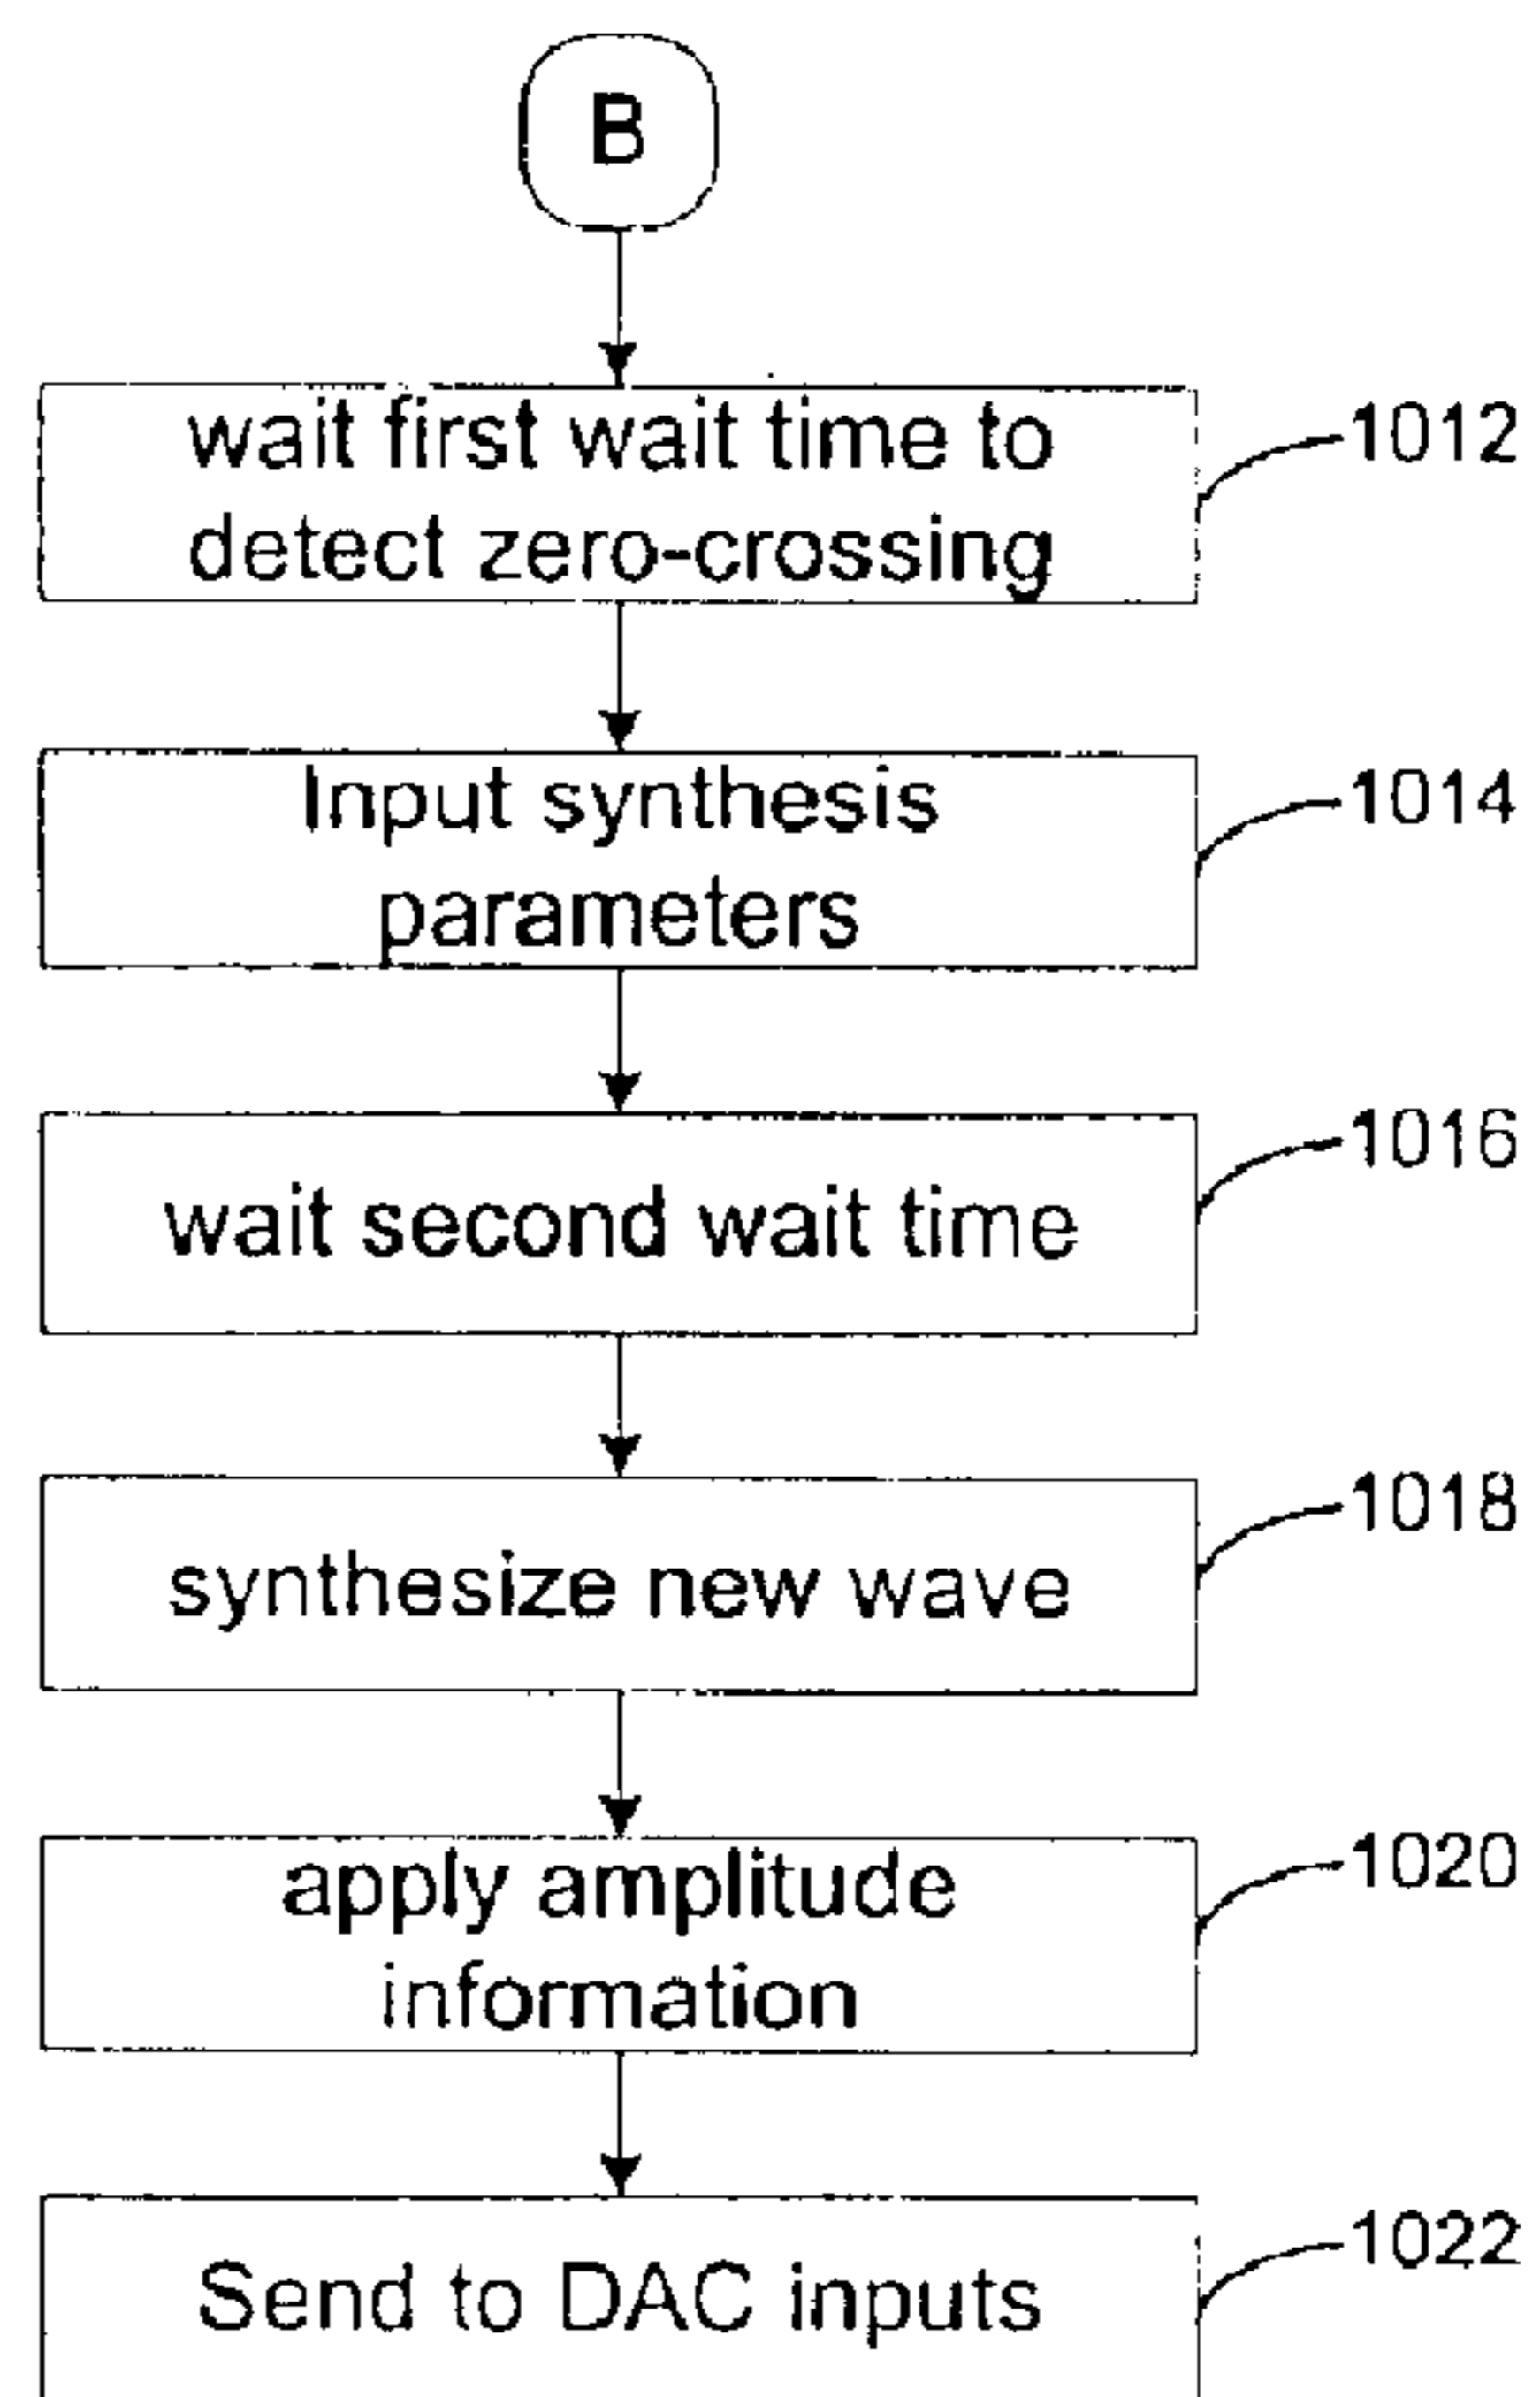 B
wait first wait time to
detect zero-crossing
1012
Input synthesis
parameters
1014
wait second wait time
1016
synthesize new wave
1018
apply amplitude
information
1020
Send to DAC inputs
1022